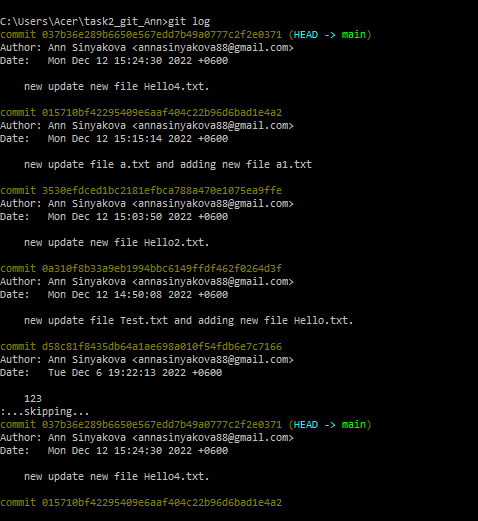 C:\Users\Acer\task2_git_Ann>git log
commit 037b36e289b6650e567edd7b49a0777c2f2e0371 (HEAD -> main)
Author: Ann Sinyakova <annasinyakova88@gmail.com>
Date:   Mon Dec 12 15:24:30 2022 +0600
new update new file Hello4.txt.
commit 015710bf42295409e6aaf404c22b96d6bad1e4a2
Author: Ann Sinyakova <annasinyakova88@gmail.com>
Date:   Mon Dec 12 15:15:14 2022 +0600
new update file a.txt and adding new file a1.txt
commit 3530efdced1bc2181efbca788a470e1075ea9ffe
Author: Ann Sinyakova <annasinyakova88@gmail.com>
Date:   Mon Dec 12 15:03:50 2022 +0600
new update new file Hello2.txt.
commit 0a310f8b33a9eb1994bbc6149ffdf462f0264d3f
Author: Ann Sinyakova <annasinyakova88@gmail.com>
Date:   Mon Dec 12 14:50:08 2022 +0600
new update file Test.txt and adding new file Hello.txt.
commit d58c81f8435db64a1ae698a010f54fdb6e7c7166
Author: Ann Sinyakova <annasinyakova88@gmail.com>
Date:   Tue Dec 6 19:22:13 2022 +0600
123
:...skipping...
commit 037b36e289b6650e567edd7b49a0777c2f2e0371 (HEAD -> main)
Author: Ann Sinyakova <annasinyakova88@gmail.com>
Date:   Mon Dec 12 15:24:30 2022 +0600
new update new file Hello4.txt.
commit 015710bf42295409e6aaf404c22b96d6bad1e4a2